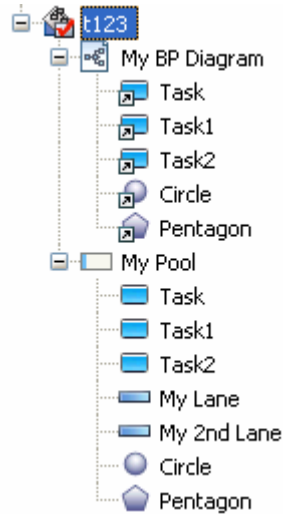 t123
My BP Diagram
Task
Task1
Task2
Circle
Pentagon
My Pool
Task
Task1
Task2
My Lane
My 2nd Lane
Circle
Pentagon